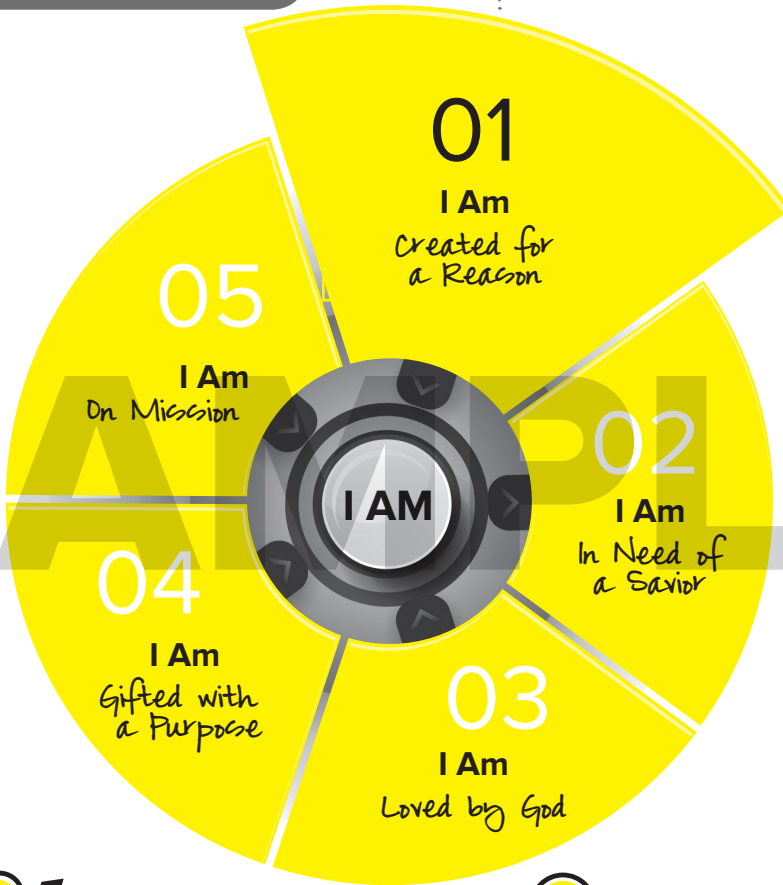 01
I Am
Created for
a Reason
02
I Am
In Need of
a Savior
03
I Am
Loved by God
04
I Am
Gifted with
a Purpose
05
I Am
On Mission
I AM
AMPL